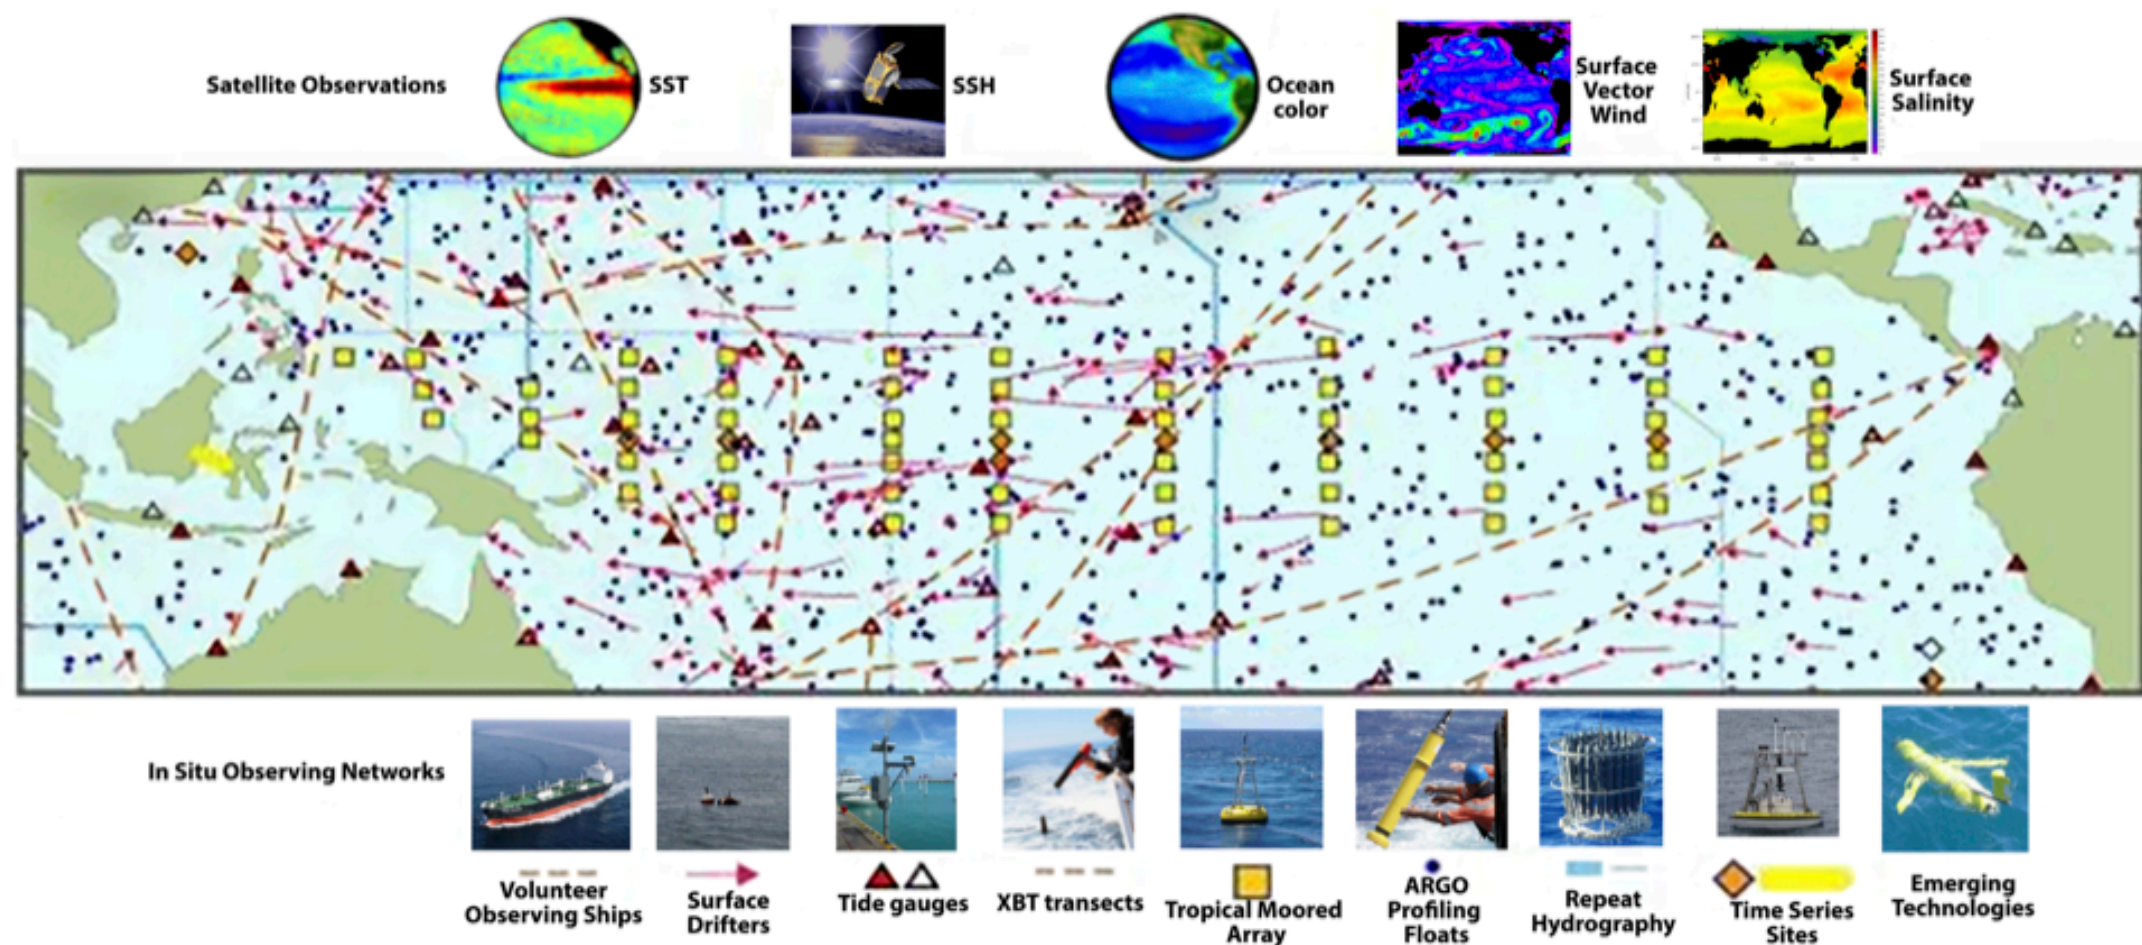 Satellite Observations
SST
SSH
Ocean
color
Surface
Vector
Wind
Surface
Salinity
In Situ Observing Networks
Volunteer
Observing Ships
Surface
Drifters
Tide gauges
XBT transects
Tropical Moored
Array
ARGO
Profiling
Floats
Repeat
Hydrography
Time Series
Sites
Emerging
Technologies